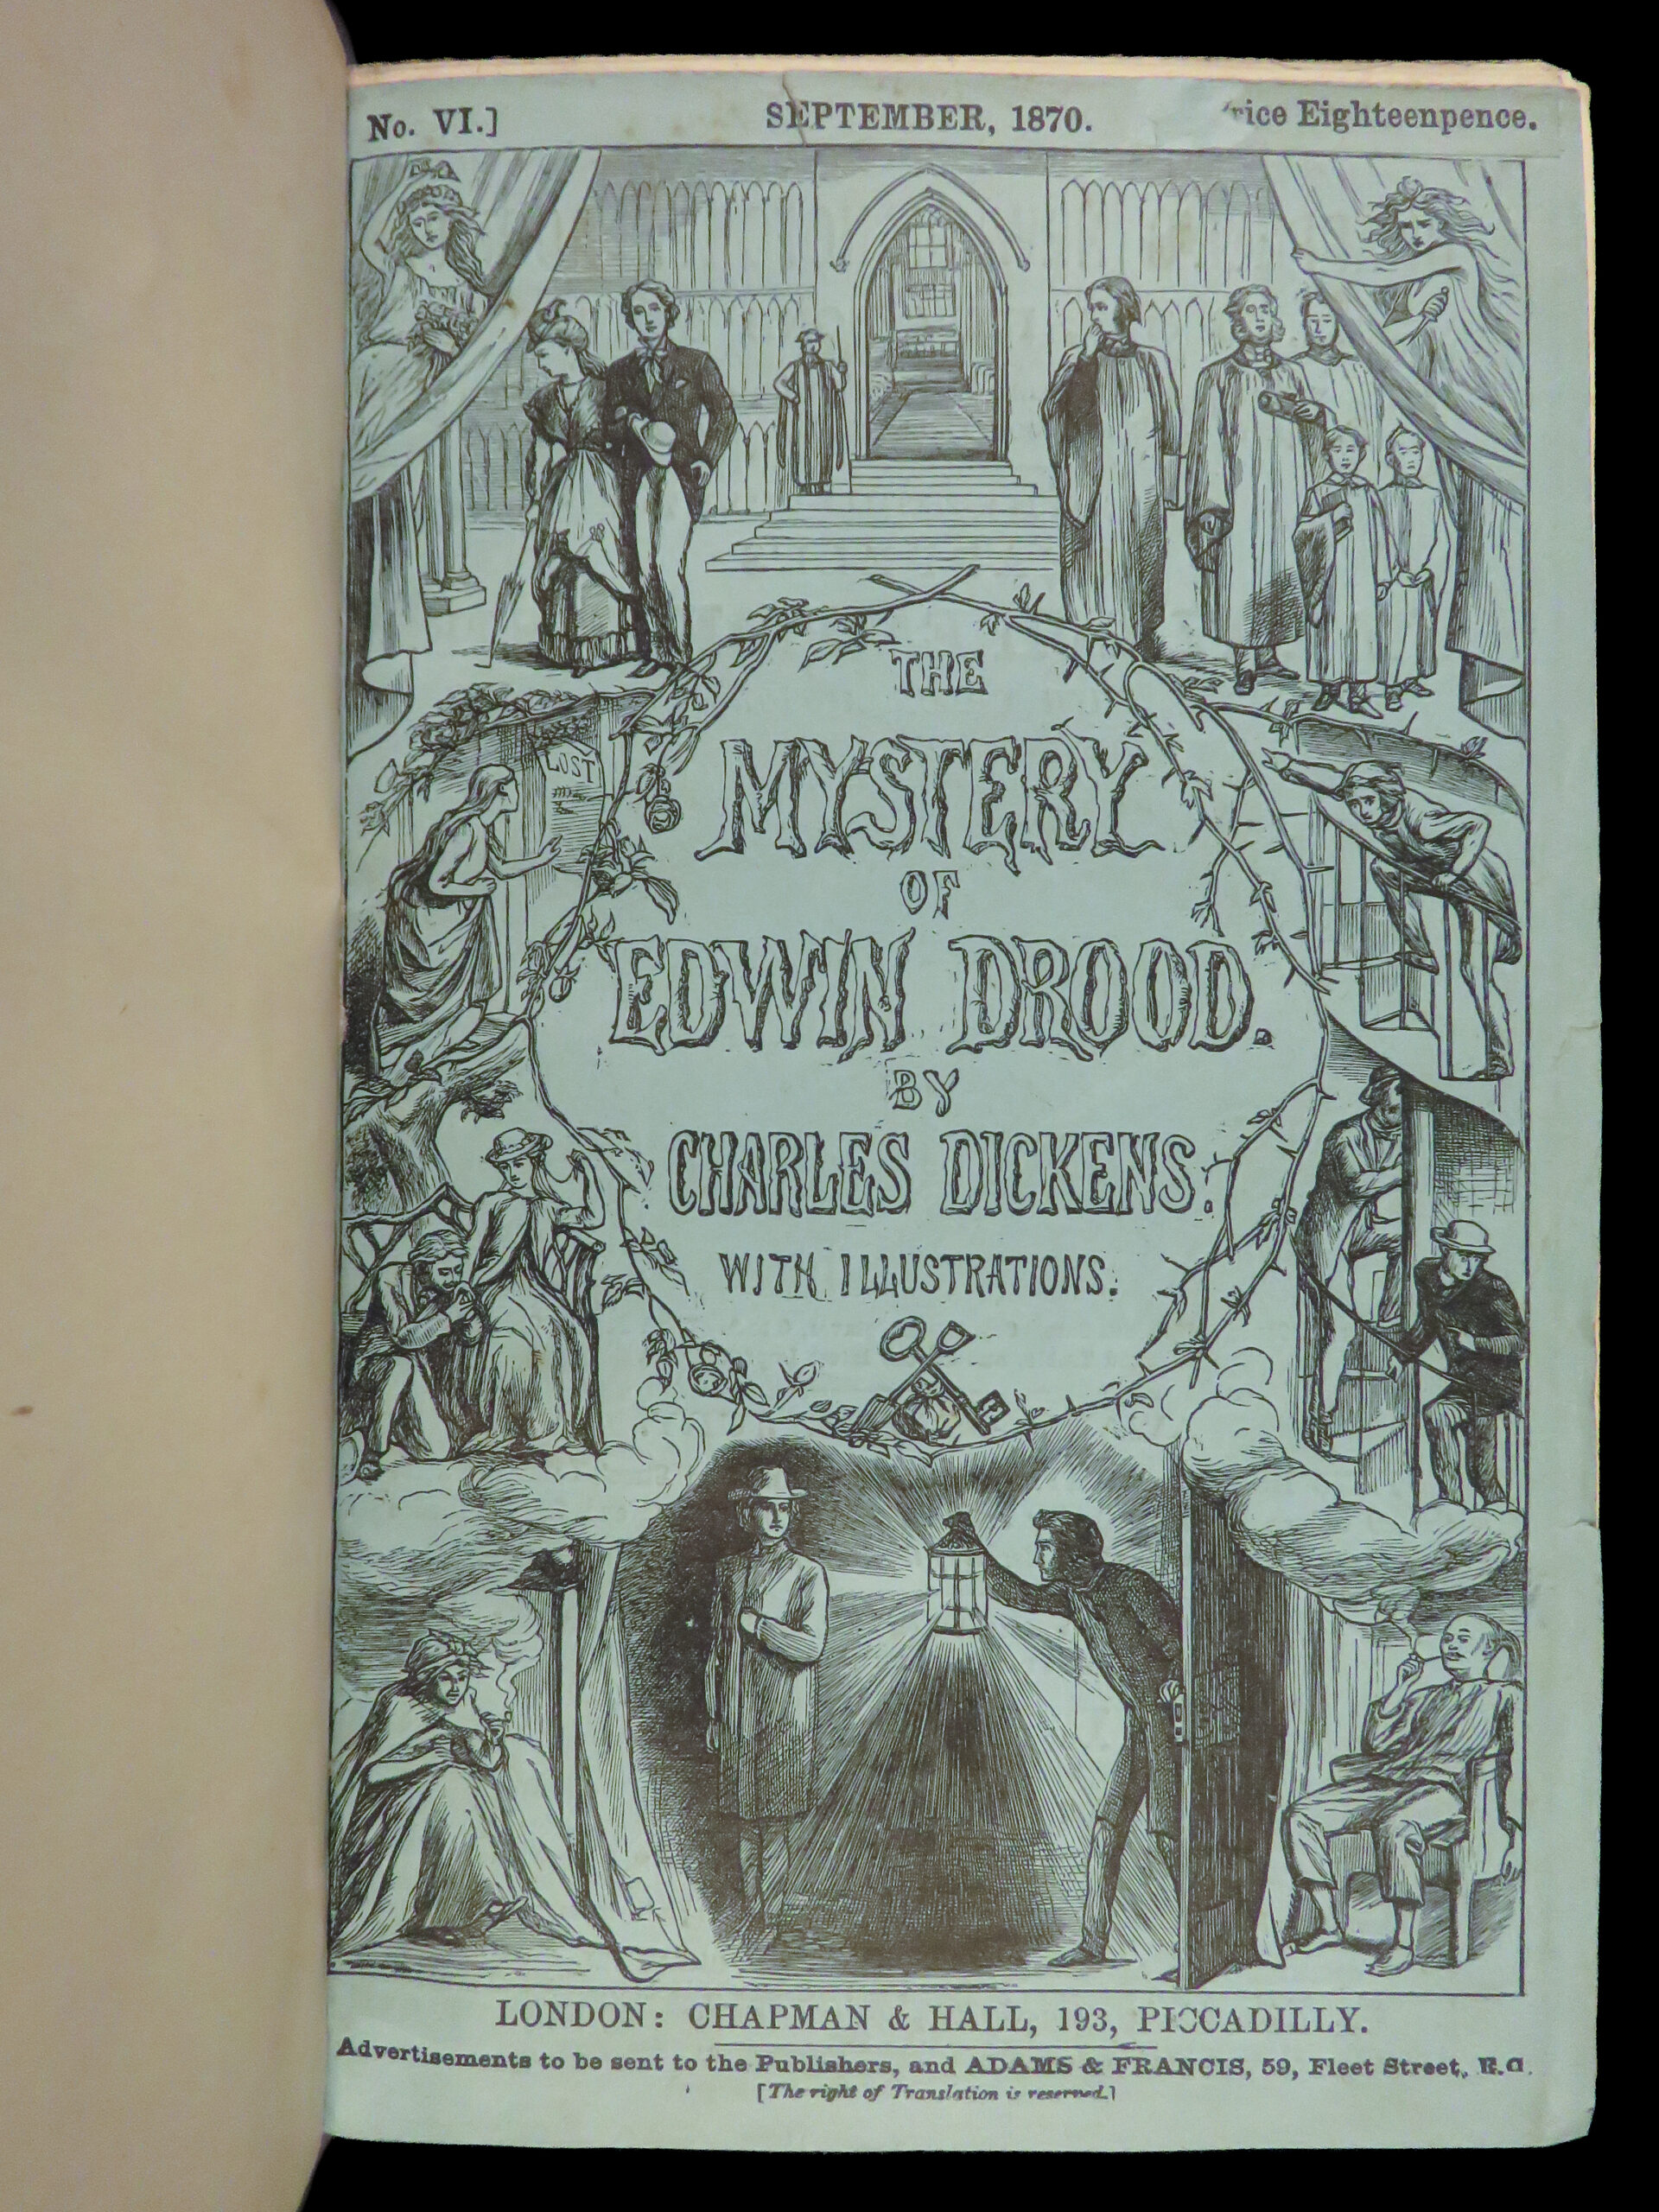 No. VI.]
SEPTEMBER, 1870.
rice Eighteenpence.
THE
MYSTERY
OF
EDWIN DROOD.
BY
CHARLES DICKENS.
WITH ILLUSTRATIONS.
LOST
LONDON: CHAPMAN & HALL, 193, PICCADILLY.
Advertisements to be sent to the Publishers, and ADAMS & FRANCIS, 59, Fleet Street, E.C.
[The right of Translation is reserved.]